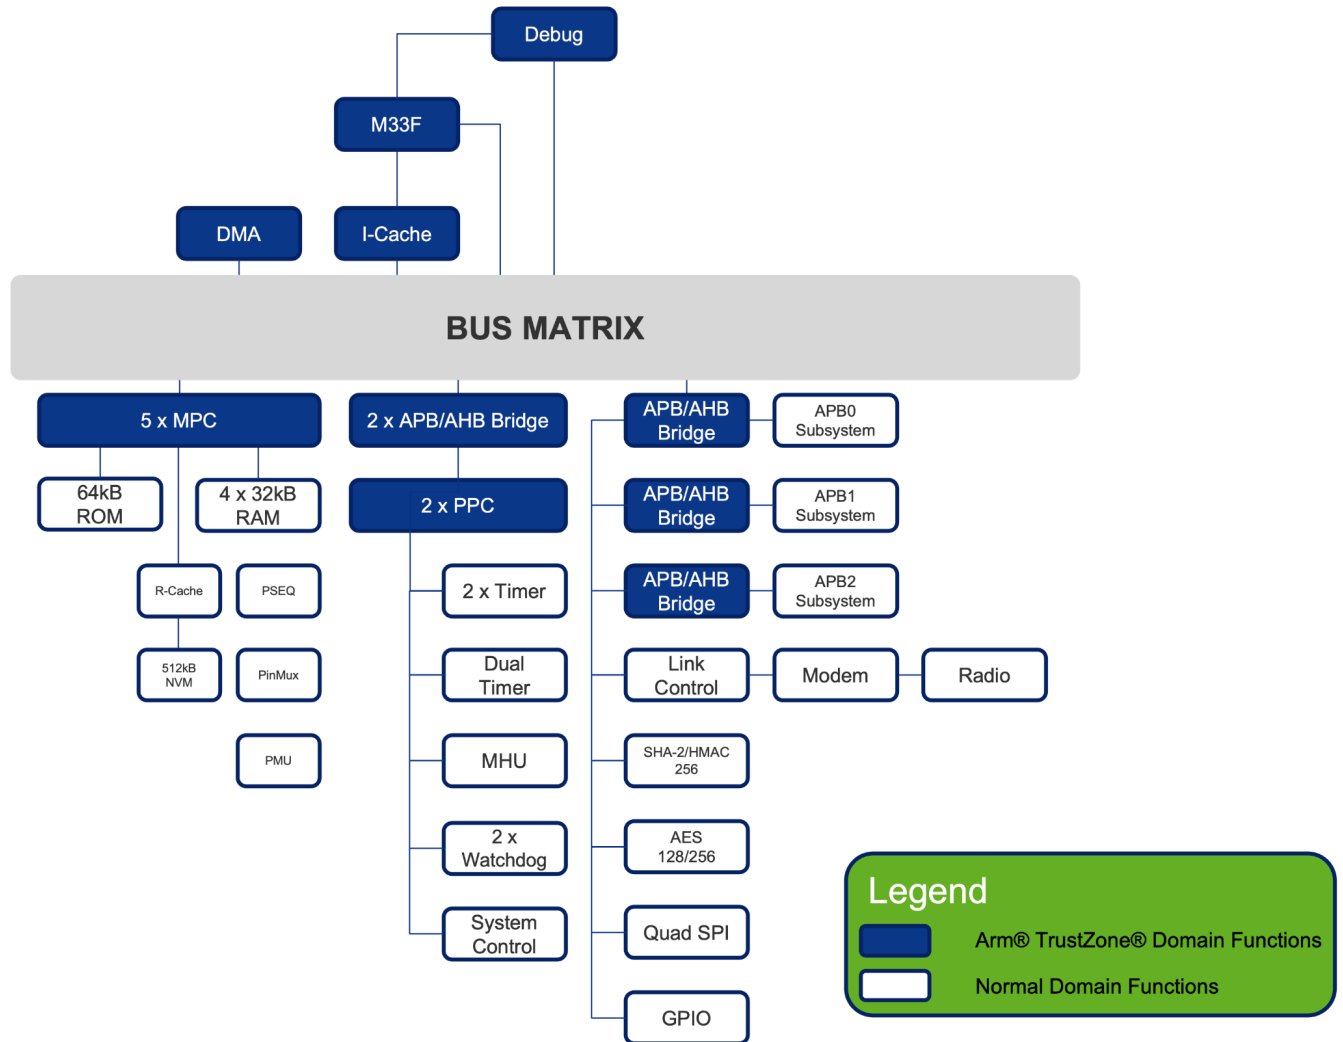 Debug
M33F
DMA
I-Cache
BUS MATRIX
5 x MPC
2 x APB/AHB Bridge
APB/AHB
Bridge
APB0
Subsystem
64kB
ROM
4 x 32kB
RAM
2 x PPC
APB/AHB
Bridge
APB1
Subsystem
R-Cache
PSEQ
2 x Timer
APB/AHB
Bridge
APB2
Subsystem
512kB
NVM
PinMux
Dual
Timer
Link
Control
Modem
Radio
PMU
MHU
SHA-2/HMAC
256
2 x
Watchdog
AES
128/256
System
Control
Quad SPI
GPIO
Legend
Arm® TrustZone® Domain Functions
Normal Domain Functions